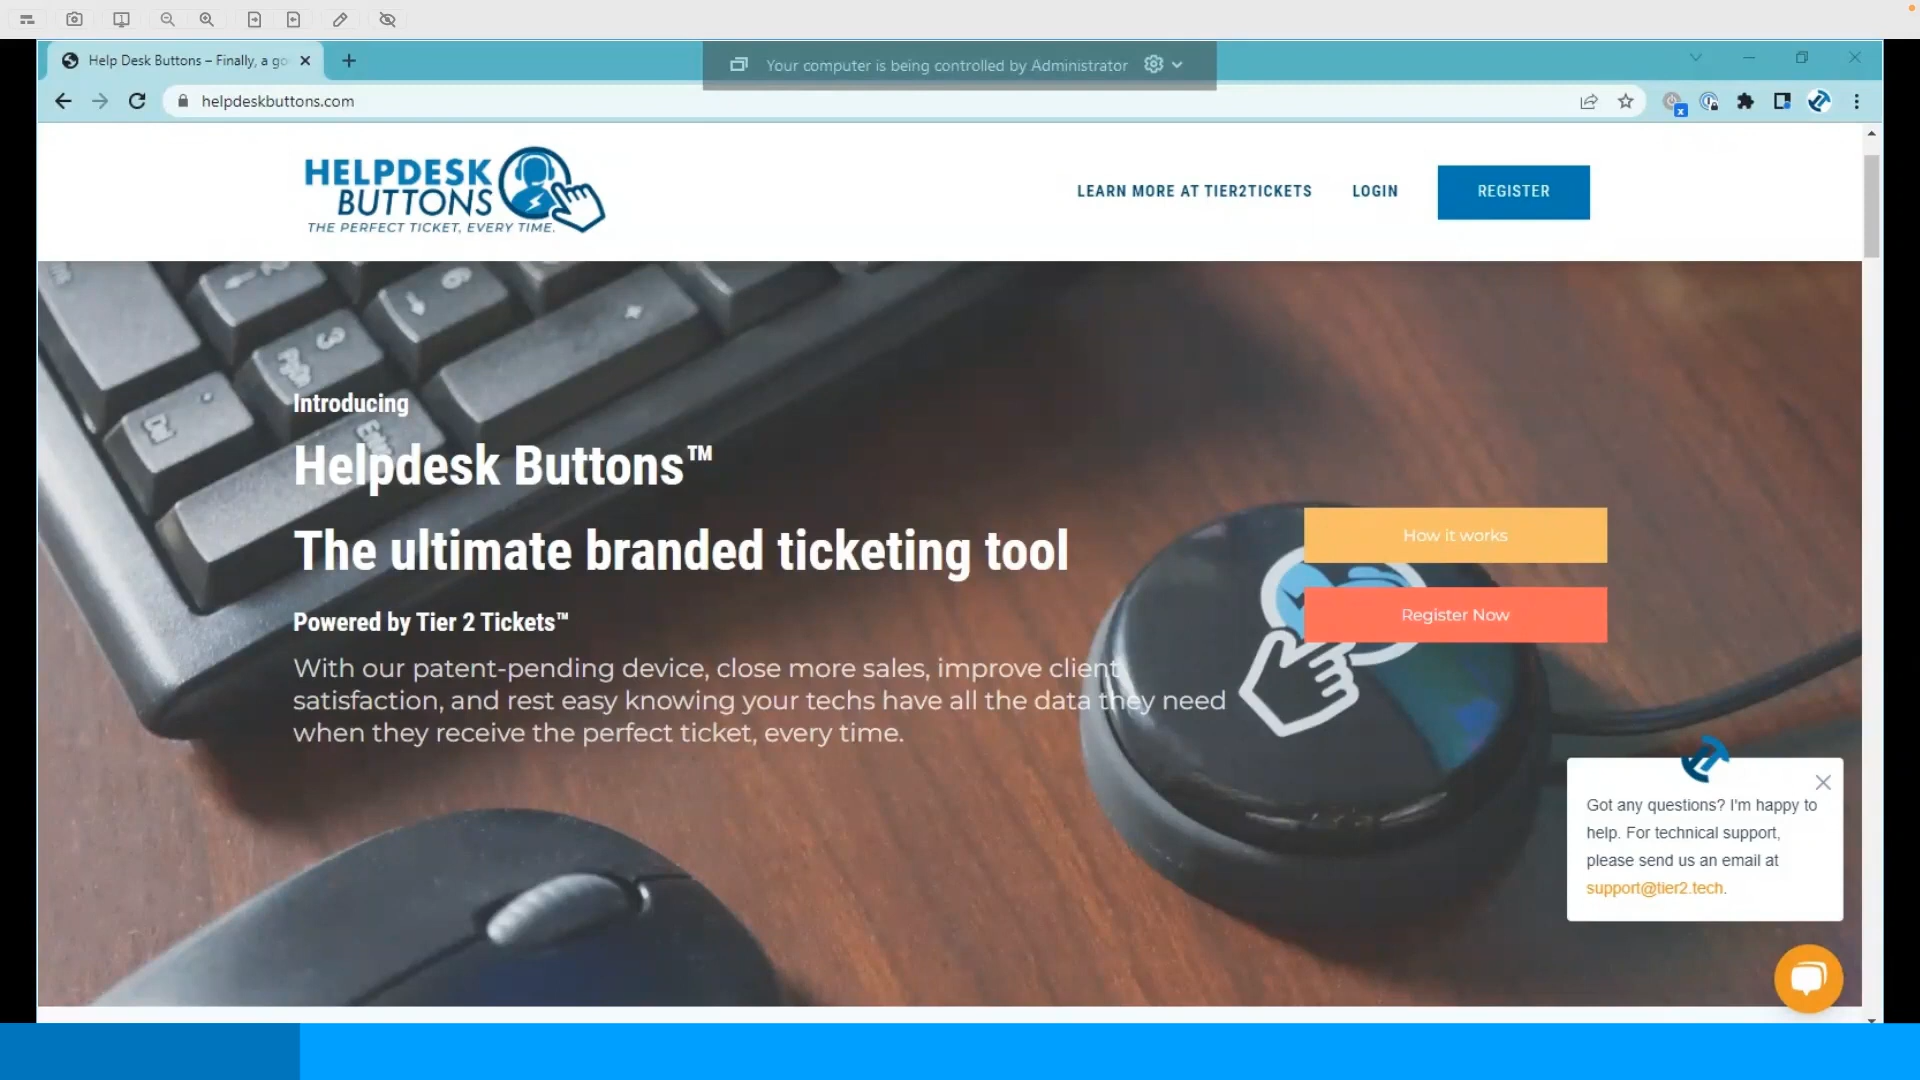 Help Desk Buttons – Finally, a go
Your computer is being controlled by Administrator
helpdeskbuttons.com
HELPDESK
BUTTONS
THE PERFECT TICKET, EVERY TIME.
LEARN MORE AT TIER2TICKETS
LOGIN
REGISTER
Introducing
Helpdesk Buttons™
The ultimate branded ticketing tool
Powered by Tier 2 Tickets™
With our patent-pending device, close more sales, improve client
satisfaction, and rest easy knowing your techs have all the data they need
when they receive the perfect ticket, every time.
How it works
Register Now
Got any questions? I'm happy to
help. For technical support,
please send us an email at
support@tier2.tech.